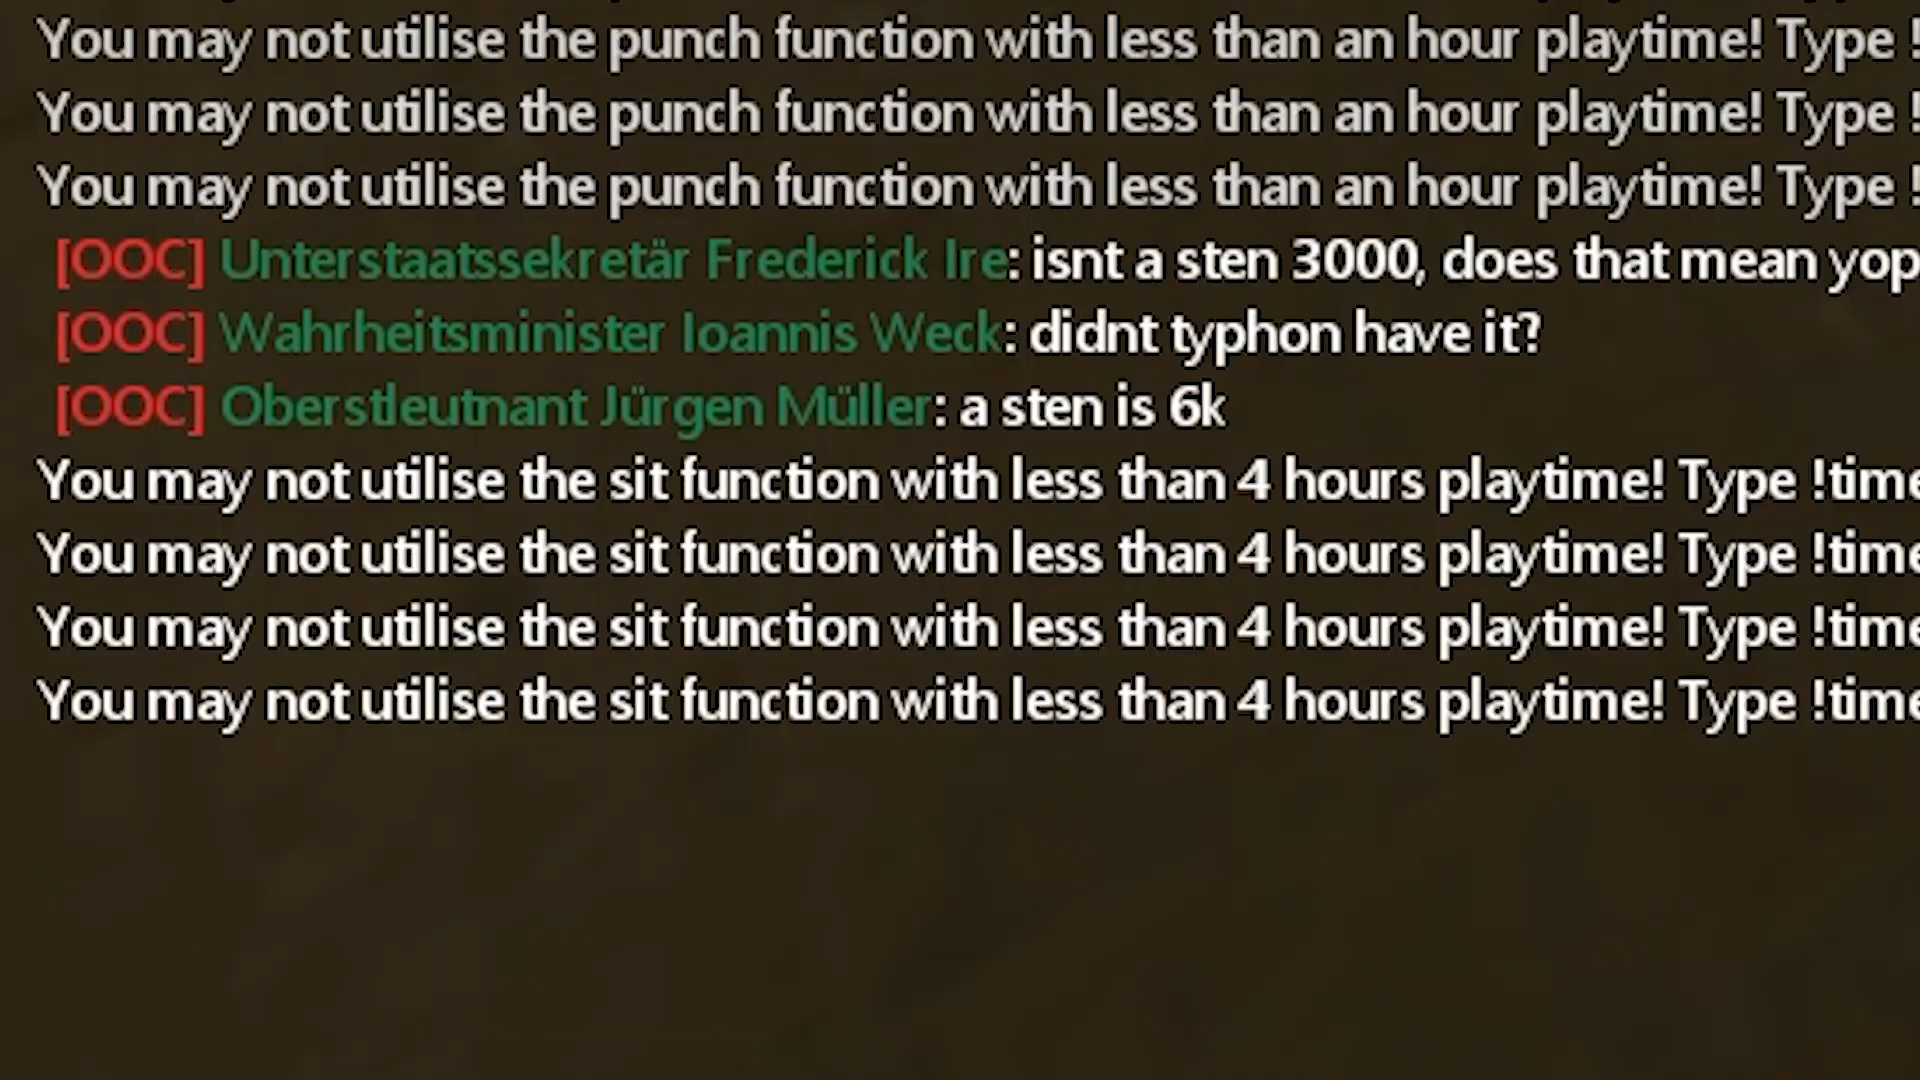 You may not utilise the punch function with less than an hour playtime! Type !
You may not utilise the punch function with less than an hour playtime! Type !
You may not utilise the punch function with less than an hour playtime! Type !
[OOC] Unterstaatssekretär Frederick Ire: isnt a sten 3000, does that mean yop
[OOC] Wahrheitsminister Ioannis Weck: didnt typhon have it?
[OOC] Oberstleutnant Jürgen Müller: a sten is 6k
You may not utilise the sit function with less than 4 hours playtime! Type !time
You may not utilise the sit function with less than 4 hours playtime! Type !time
You may not utilise the sit function with less than 4 hours playtime! Type !time
You may not utilise the sit function with less than 4 hours playtime! Type !time